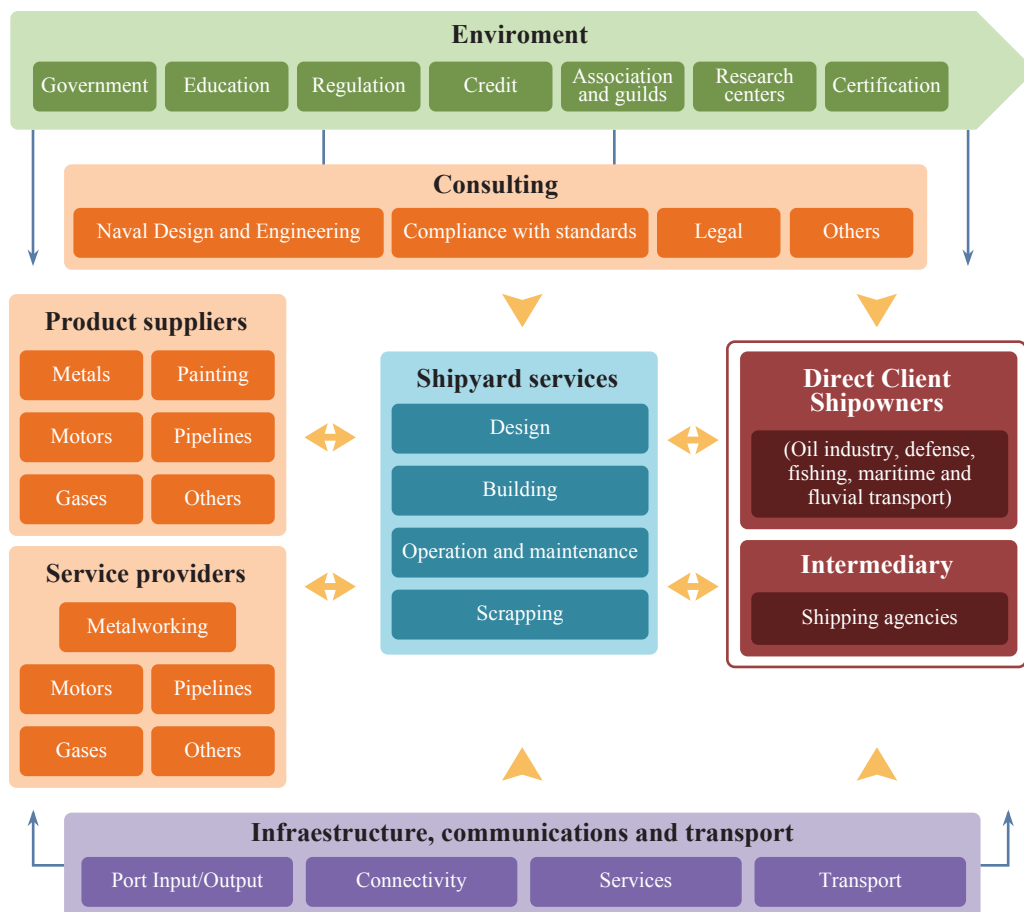 Enviroment
Government
Education
Regulation
Credit
Association
and guilds
Research
centers
Certification
Consulting
Naval Design and Engineering
Compliance with standards
Legal
Others
Product suppliers
Metals
Painting
Motors
Pipelines
Gases
Others
Service providers
Metalworking
Motors
Pipelines
Gases
Others
Shipyard services
Design
Building
Operation and maintenance
Scrapping
Direct Client
Shipowners
(Oil industry, defense,
fishing, maritime and
fluvial transport)
Intermediary
Shipping agencies
Infraestructure, communications and transport
Port Input/Output
Connectivity
Services
Transport